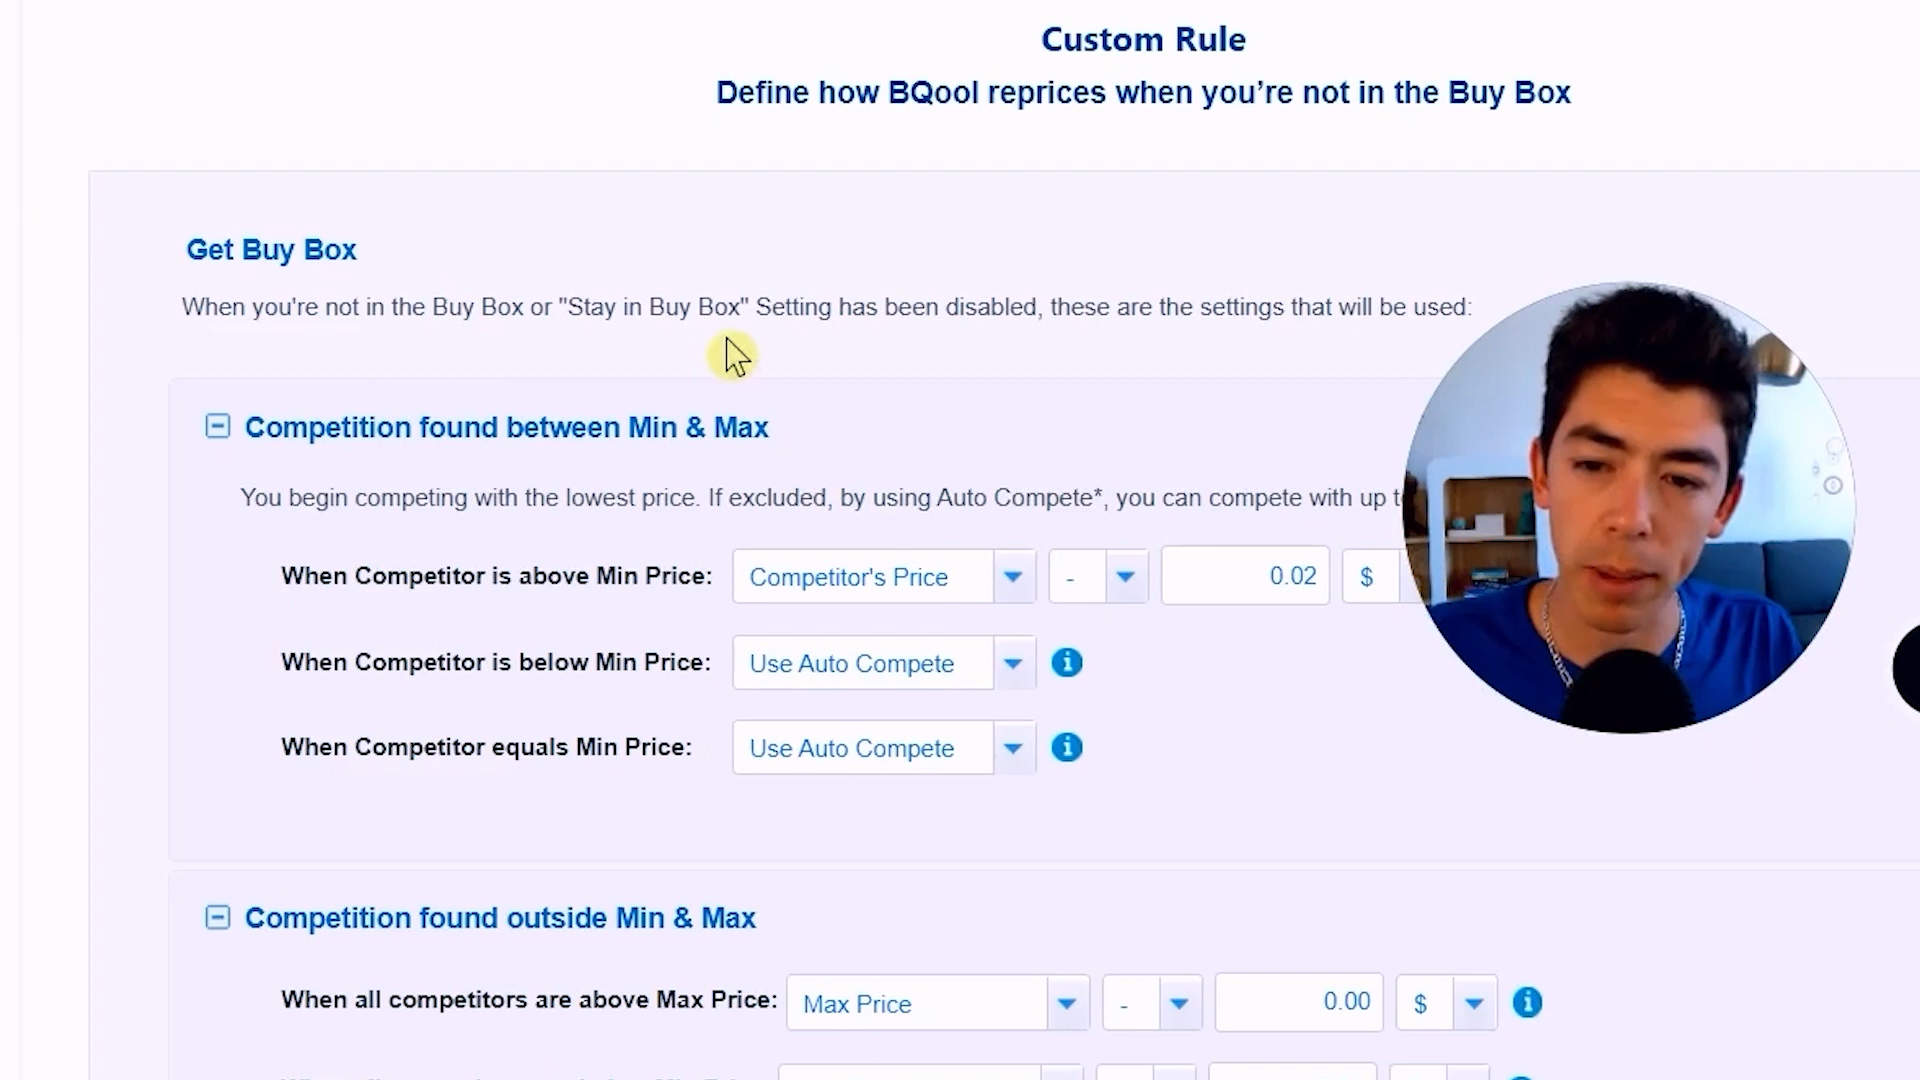 Custom Rule
Define how BQool reprices when you’re not in the Buy Box
Get Buy Box
When you're not in the Buy Box or "Stay in Buy Box" Setting has been disabled, these are the settings that will be used:
Competition found between Min & Max
You begin competing with the lowest price. If excluded, by using Auto Compete*, you can compete with up
When Competitor is above Min Price: Competitor's Price - 0.02 $
When Competitor is below Min Price: Use Auto Compete
When Competitor equals Min Price: Use Auto Compete
Competition found outside Min & Max
When all competitors are above Max Price: Max Price - 0.00 $